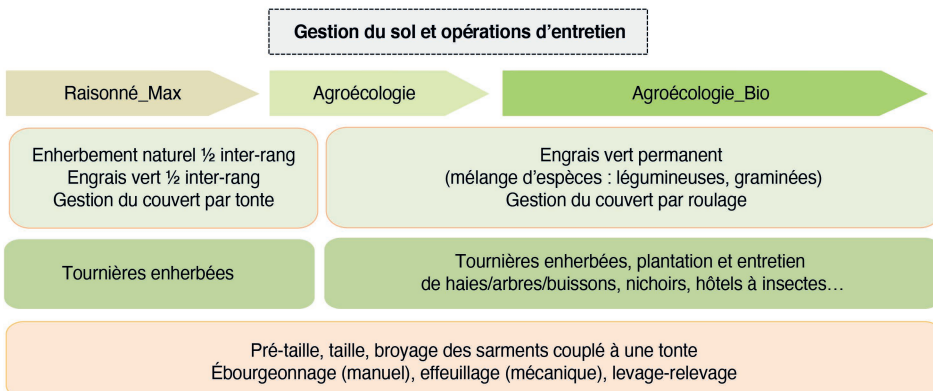 Gestion du sol et opérations d’entretien
Raisonné_Max
Agroécologie
Agroécologie_Bio
Enherbement naturel ½ inter-rang
Engrais vert ½ inter-rang
Gestion du couvert par tonte
Engrais vert permanent
(mélange d’espèces : légumineuses, graminées)
Gestion du couvert par roulage
Tournières enherbées
Tournières enherbées, plantation et entretien
de haies/arbres/buissons, nichoirs, hôtels à insectes…
Pré-taille, taille, broyage des sarments couplé à une tonte
Ébourgeonnage (manuel), effeuillage (mécanique), levage-relevage